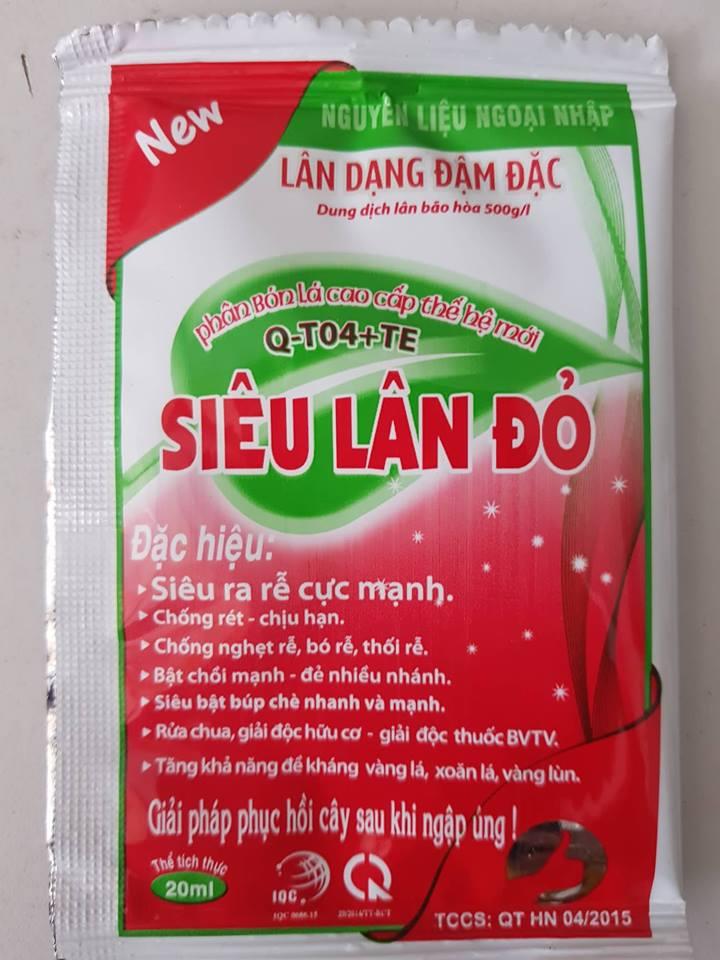 New
NGUYÊN LIỆU NGOẠI NHẬP
LÂN DẠNG ĐẬM ĐẶC
Dung dịch lân bão hòa 500g/l
phân Bón Lá cao cấp thế hệ mới
Q-T04+TE
SIÊU LÂN ĐỎ
Đặc hiệu:
Siêu ra rễ cực mạnh.
Chống rét - chịu hạn.
Chống nghẹt rễ, bó rễ, thối rễ.
Bật chồi mạnh - đẻ nhiều nhánh.
Siêu bật búp chè nhanh và mạnh.
Rửa chua, giải độc hữu cơ - giải độc thuốc BVTV.
Tăng khả năng đề kháng vàng lá, xoăn lá, vàng lùn.
Giải pháp phục hồi cây sau khi ngập úng !
Thể tích thực
20ml
IQC
IQC 0686-15
TCCS: QT HN 04/2015